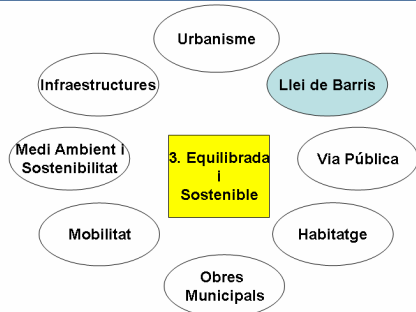 Urbanisme
Infraestructures
Llei de Barris
Medi Ambient i
Sostenibilitat
3. Equilibrada
i
Sostenible
Via Pública
Mobilitat
Habitatge
Obres
Municipals